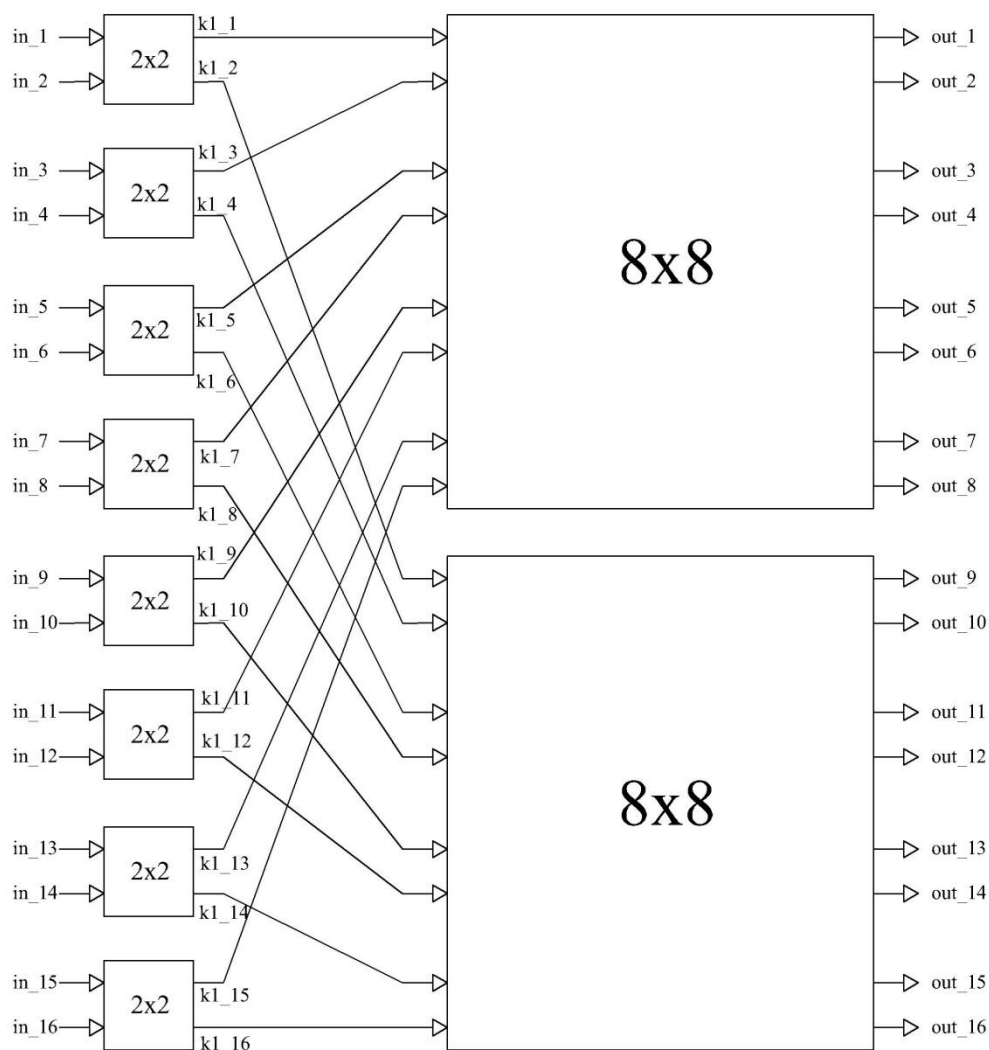 in_1 2x2 k1_1 out_1
in_2 k1_2 out_2
in_3 2x2 k1_3 out_3
in_4 k1_4 out_4
in_5 2x2 k1_5 8x8 out_5
in_6 k1_6 out_6
in_7 2x2 k1_7 out_7
in_8 k1_8 out_8
in_9 2x2 k1_9 out_9
in_10 k1_10 out_10
in_11 2x2 k1_11 out_11
in_12 k1_12 out_12
in_13 2x2 k1_13 8x8 out_13
in_14 k1_14 out_14
in_15 2x2 k1_15 out_15
in_16 k1_16 out_16